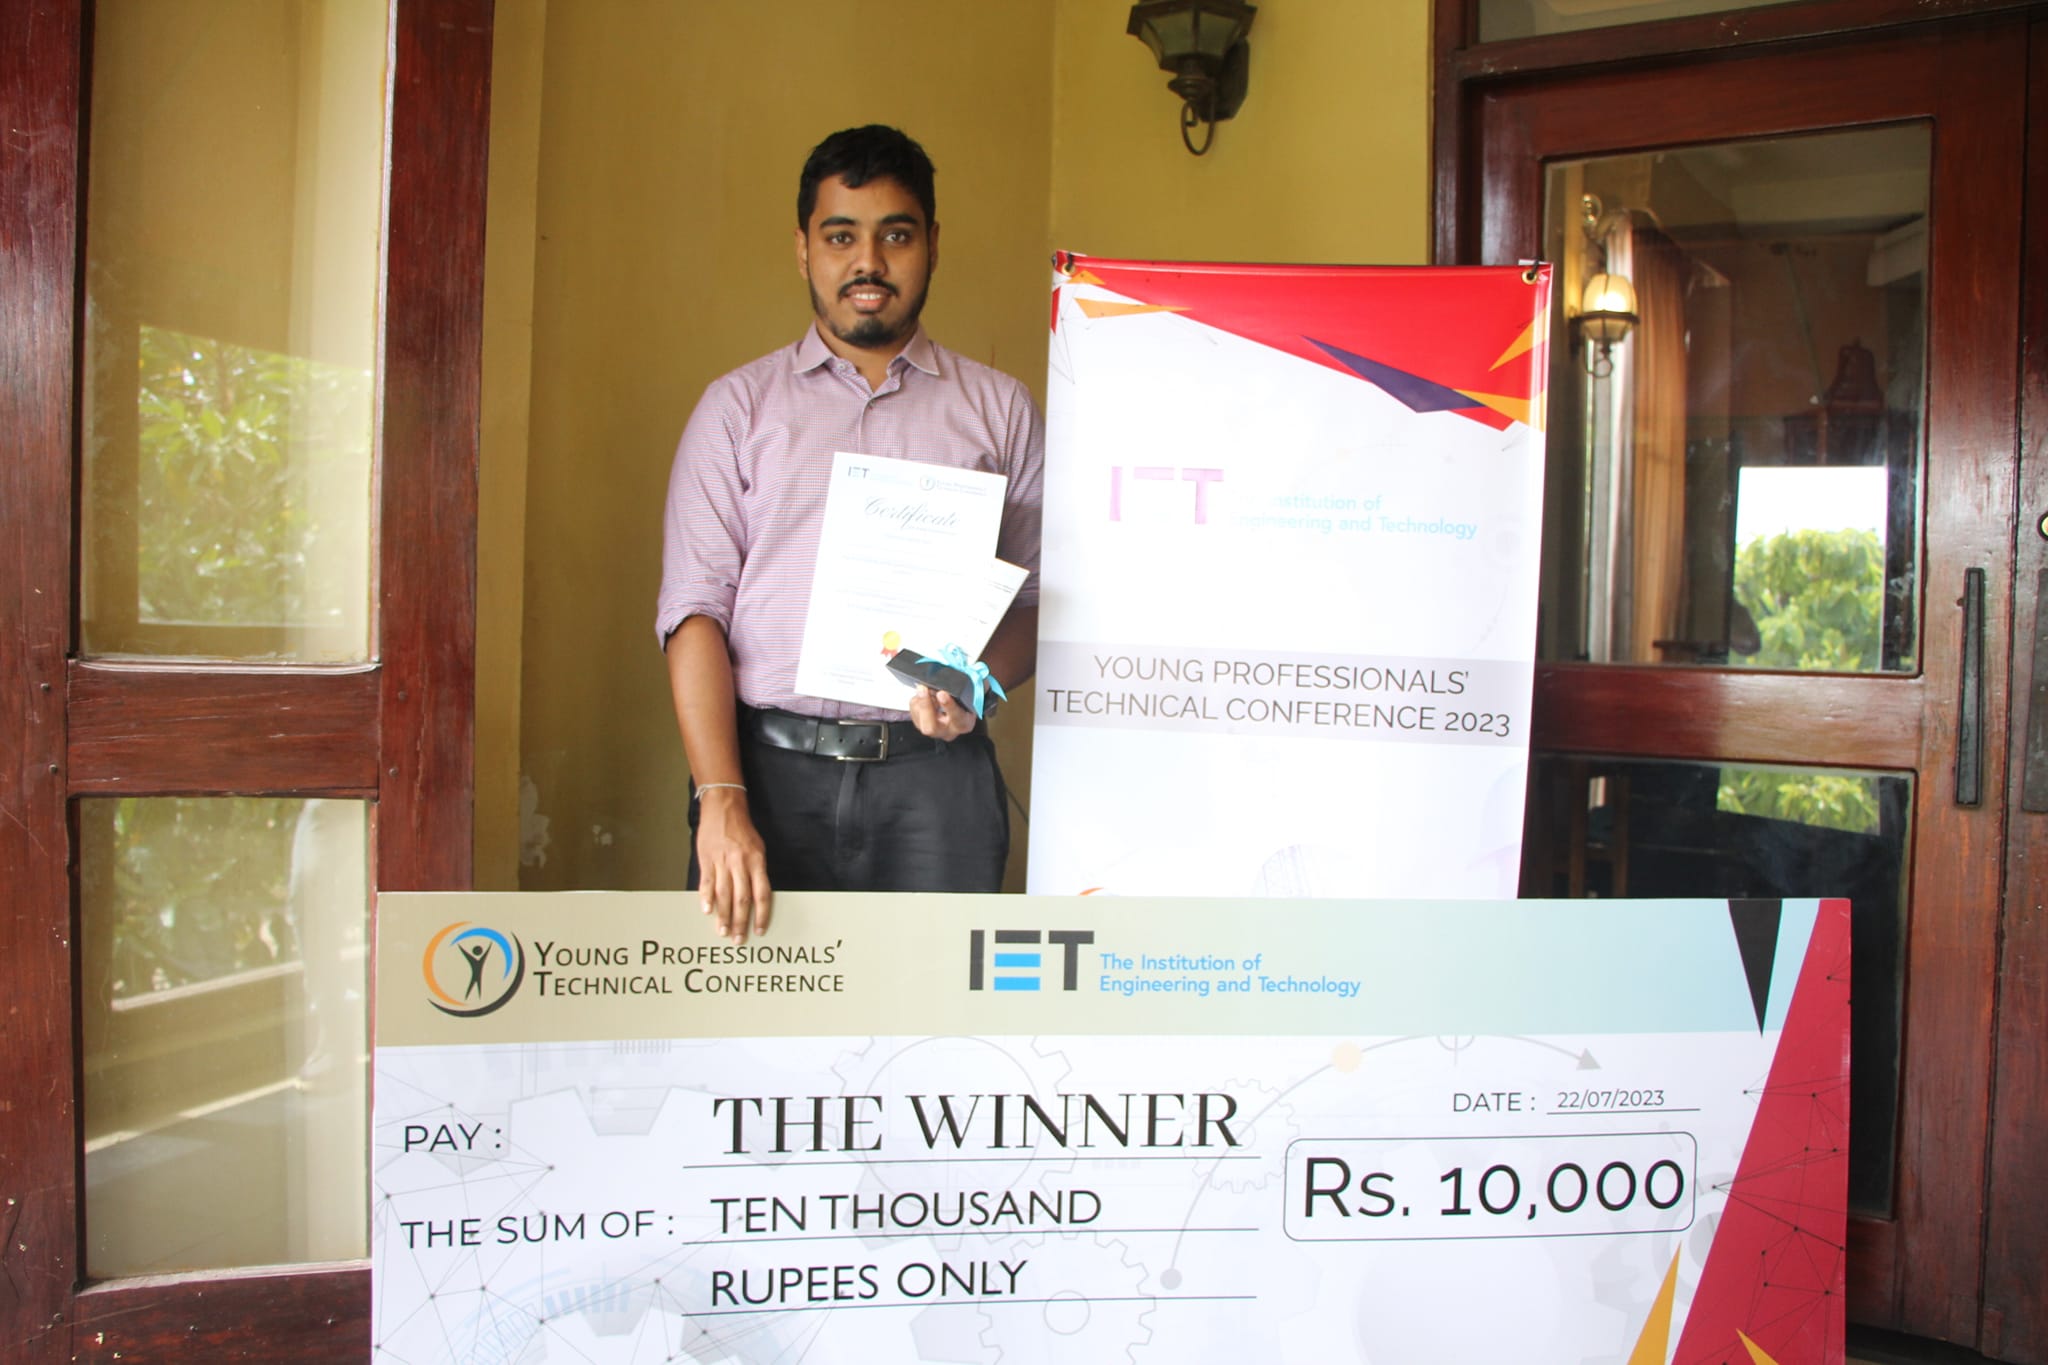 IET
Certificate
IET The Institution of
Engineering and Technology
YOUNG PROFESSIONALS'
TECHNICAL CONFERENCE 2023
YOUNG PROFESSIONALS'
TECHNICAL CONFERENCE
IET The Institution of
Engineering and Technology
DATE : 22/07/2023
PAY : THE WINNER
Rs. 10,000
THE SUM OF : TEN THOUSAND
RUPEES ONLY